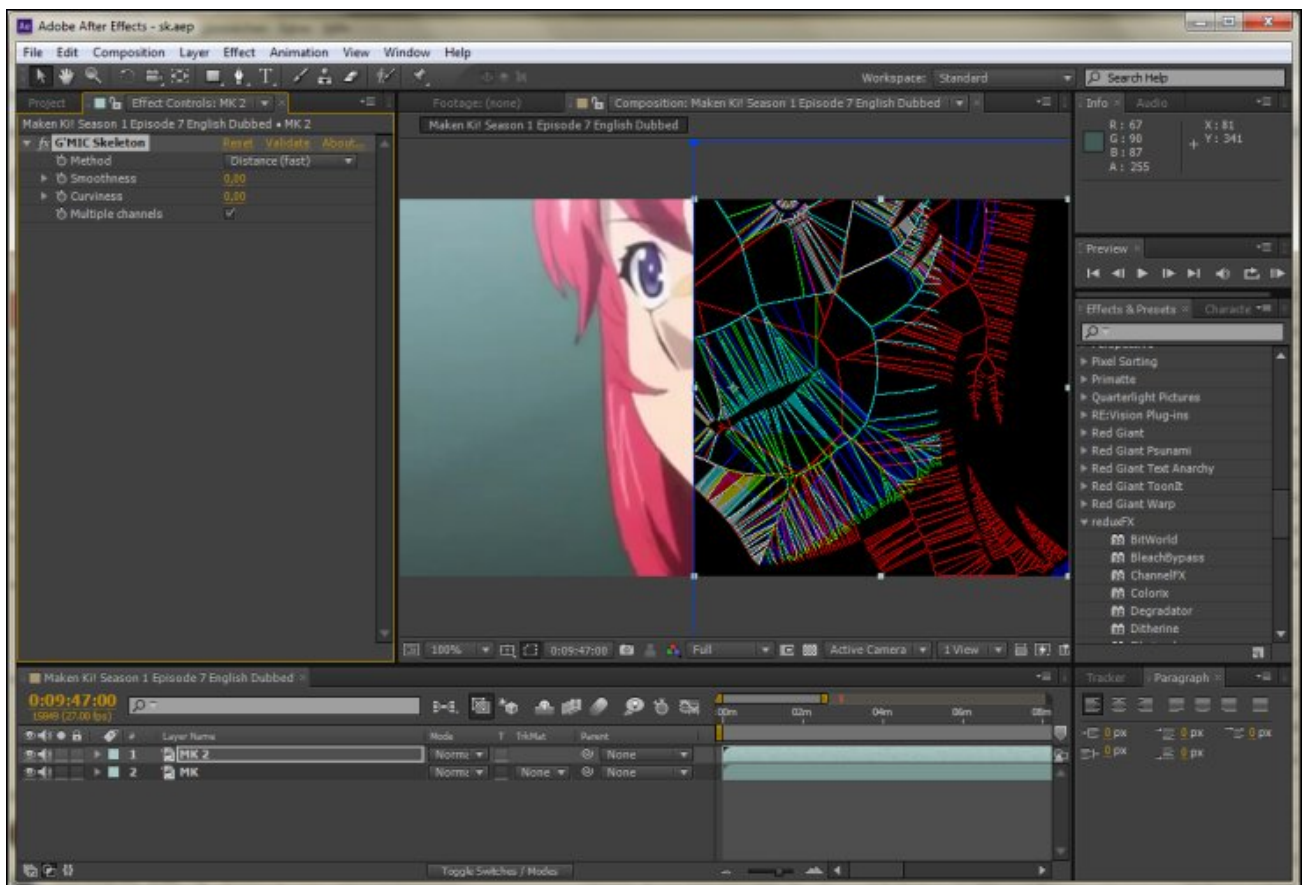 Adobe After Effects - sk.aep
File Edit Composition Layer Effect Animation View Window Help
Workspace: Standard
Search Help
Project
Effect Controls: MK 2
Maken Ki! Season 1 Episode 7 English Dubbed • MK 2
fx G'MIC Skeleton Reset Validate About...
Method Distance (fast)
Smoothness 0,00
Curviness 0,00
Multiple channels
Footage: (none)
Composition: Maken Ki! Season 1 Episode 7 English Dubbed
Maken Ki! Season 1 Episode 7 English Dubbed
100% 0:09:47:00 Full Active Camera 1 View
Info Audio
R: 67 X: 81
G: 90 Y: 341
B: 87
A: 255
Preview
Effects & Presets Characte
Pixel Sorting
Primatte
Quarterlight Pictures
RE:Vision Plug-ins
Red Giant
Red Giant Psunami
Red Giant Text Anarchy
Red Giant ToonIt
Red Giant Warp
reduxFX
BitWorld
BleachBypass
ChannelFX
Colorix
Degradator
Ditherine
Maken Ki! Season 1 Episode 7 English Dubbed
0:09:47:00
15849 (27.00 fps)
# Layer Name Mode T TrkMat Parent
1 MK 2 Norma None
2 MK Norma None None
:00m 02m 04m 06m 08m
Toggle Switches / Modes
Tracker Paragraph
0 px 0 px 0 px
0 px 0 px